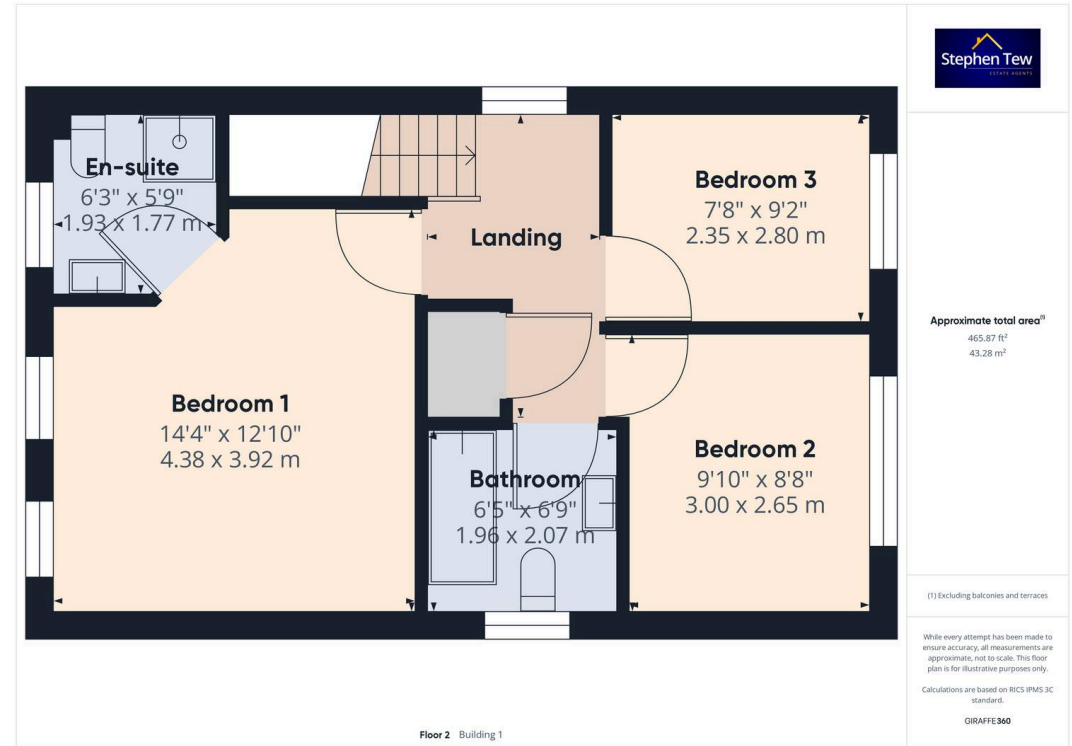 En-suite
6'3" x 5'9"
1.93 x 1.77 m
Landing
Bedroom 3
7'8" x 9'2"
2.35 x 2.80 m
Bedroom 1
14'4" x 12'10"
4.38 x 3.92 m
Bathroom
6'5" x 6'9"
1.96 x 2.07 m
Bedroom 2
9'10" x 8'8"
3.00 x 2.65 m
Floor 2 Building 1
Stephen Tew
ESTATE AGENTS
Approximate total area(1)
465.87 ft²
43.28 m²
(1) Excluding balconies and terraces
While every attempt has been made to
ensure accuracy, all measurements are
approximate, not to scale. This floor
plan is for illustrative purposes only.
Calculations are based on RICS IPMS 3C
standard.
GIRAFFE360